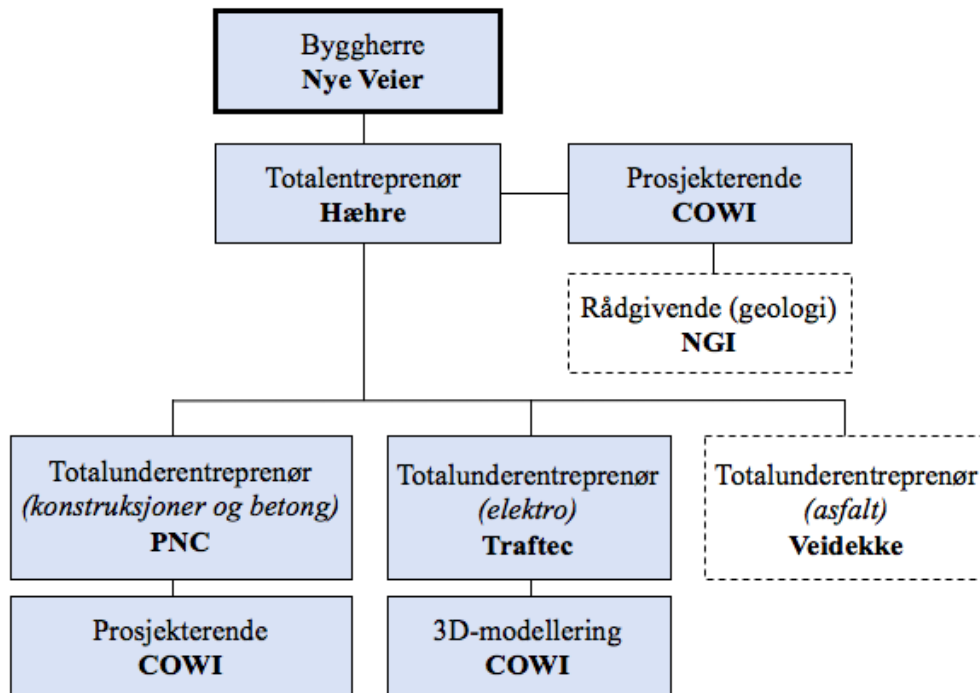 Byggherre
Nye Veier
Totalentreprenør
Hæhre
Prosjekterende
COWI
Rådgivende (geologi)
NGI
Totalunderentreprenør
(konstruksjoner og betong)
PNC
Totalunderentreprenør
(elektro)
Traftec
Totalunderentreprenør
(asfalt)
Veidekke
Prosjekterende
COWI
3D-modellering
COWI